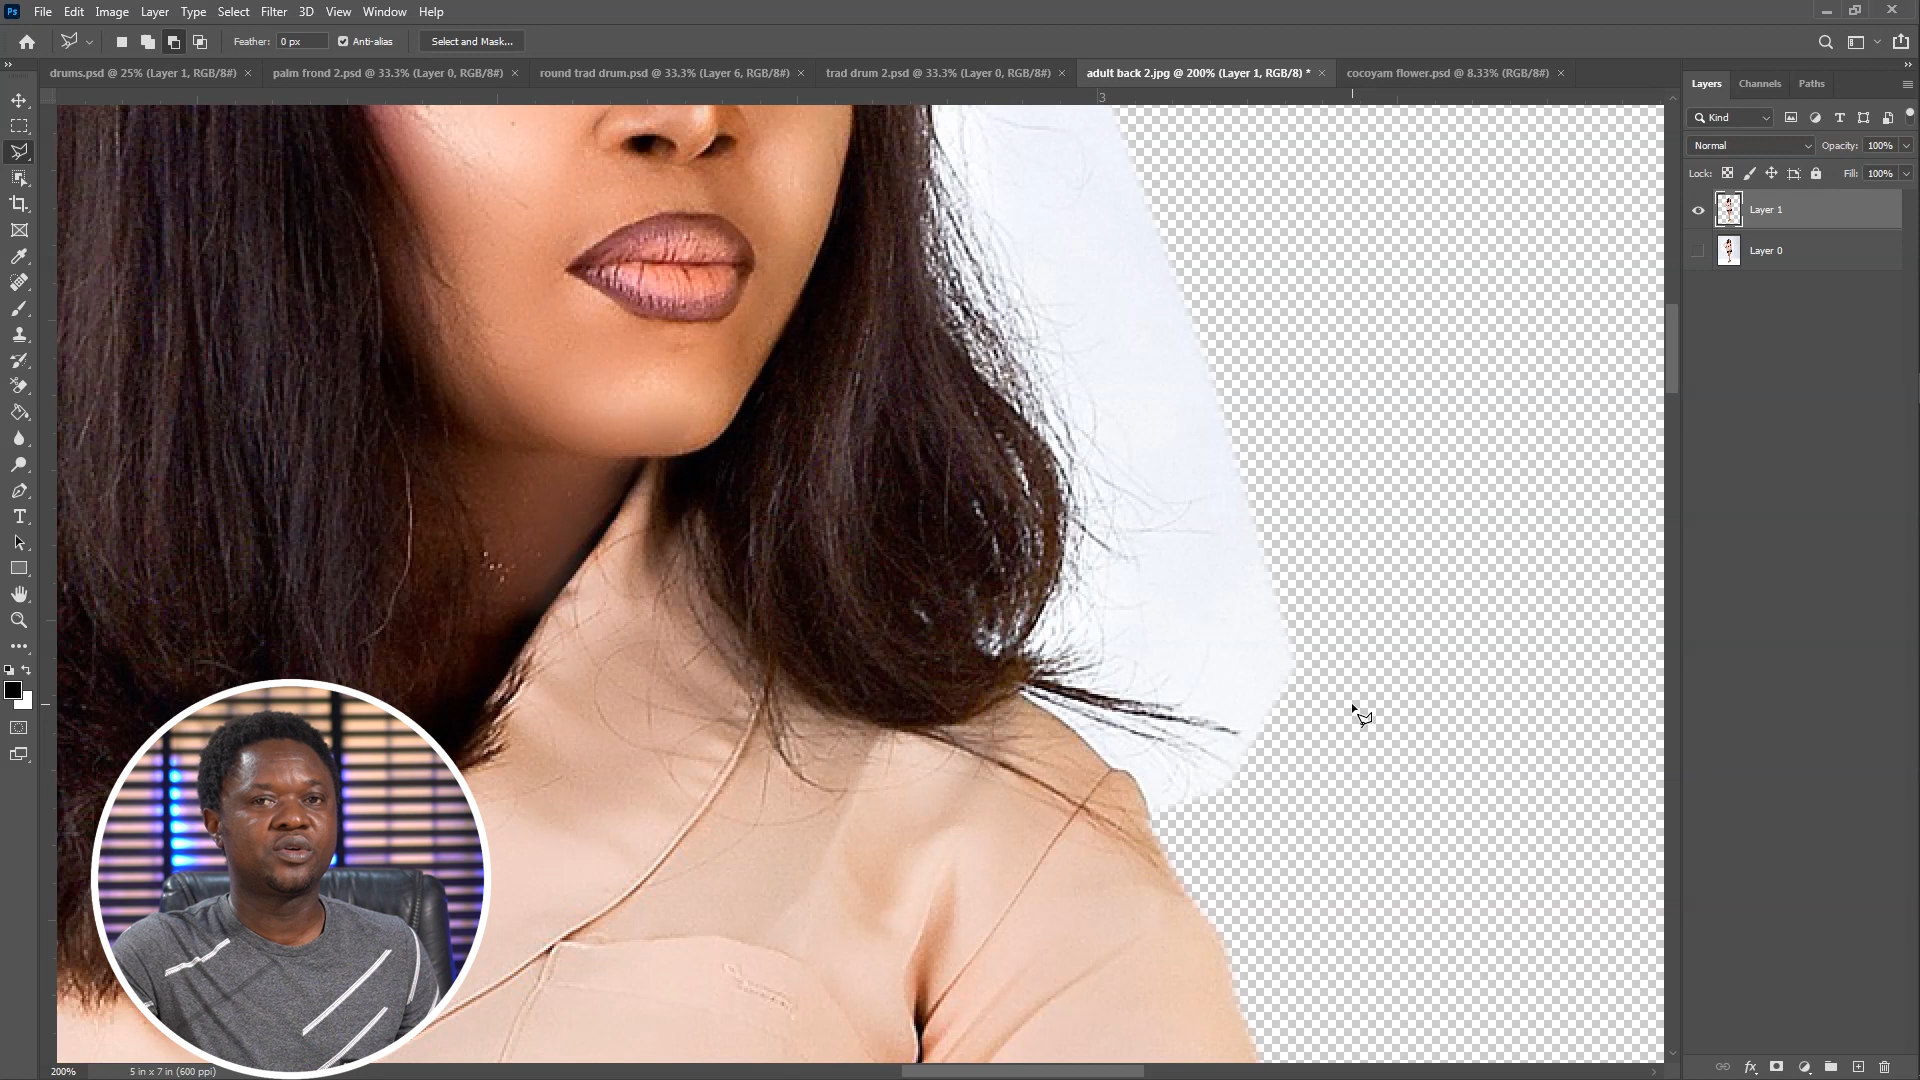 Ps File Edit Image Layer Type Select Filter 3D View Window Help
Feather: 0 px Anti-alias Select and Mask...
drums.psd @ 25% (Layer 1, RGB/8#) × palm frond 2.psd @ 33.3% (Layer 0, RGB/8#) × round trad drum.psd @ 33.3% (Layer 6, RGB/8#) × trad drum 2.psd @ 33.3% (Layer 0, RGB/8#) × adult back 2.jpg @ 200% (Layer 1, RGB/8) * × cocoyam flower.psd @ 8.33% (RGB/8#) ×
3
Layers Channels Paths
Kind
Normal Opacity: 100%
Lock: Fill: 100%
Layer 1
Layer 0
200% 5 in x 7 in (600 ppi)